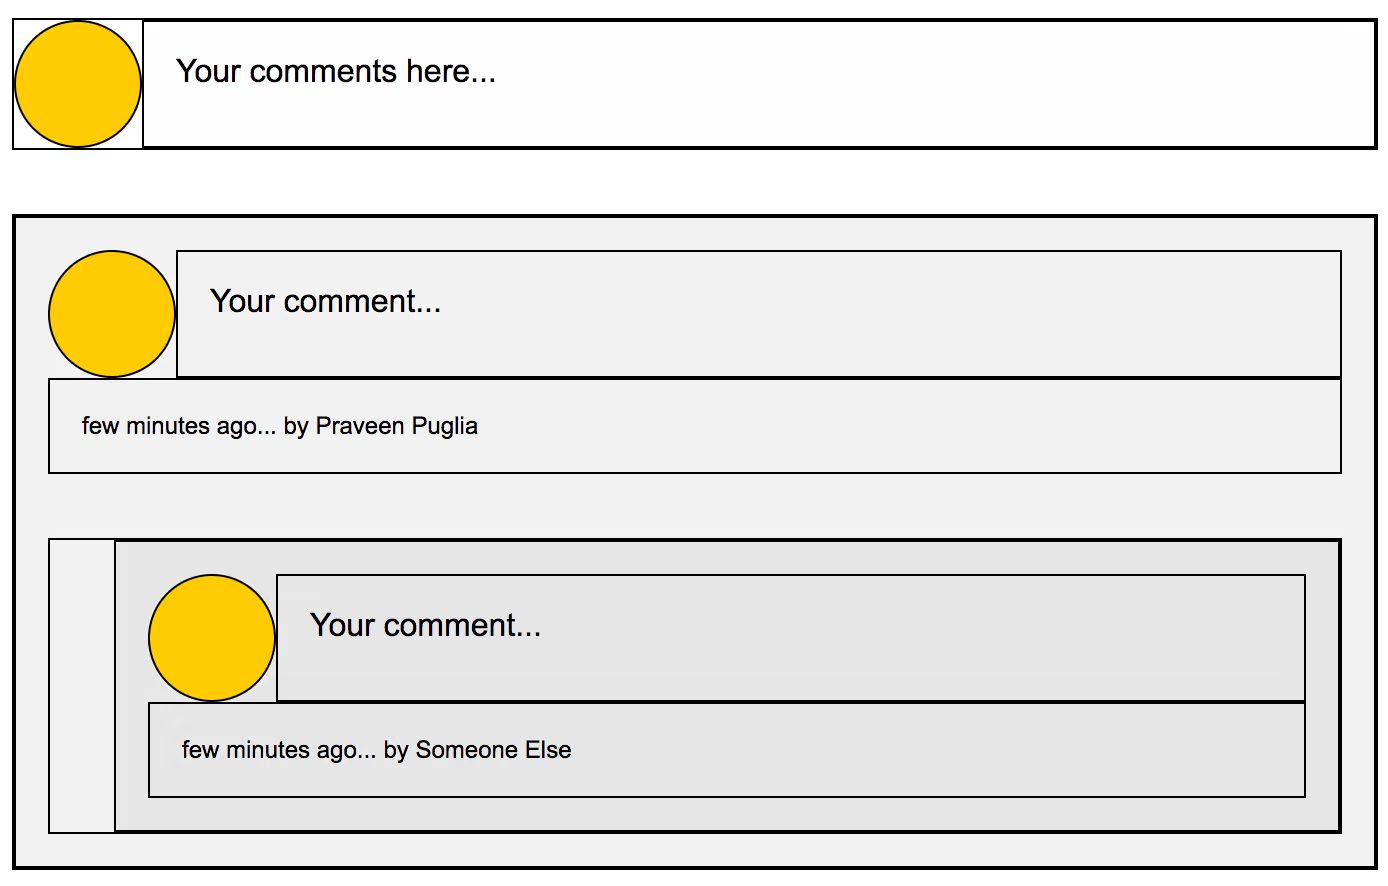 Your comments here...
Your comment...
few minutes ago... by Praveen Puglia
Your comment...
few minutes ago... by Someone Else